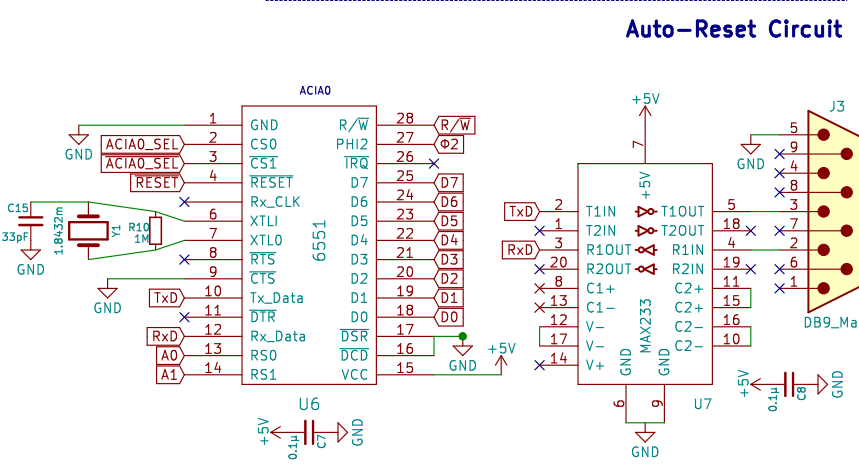 Auto-Reset Circuit
ACIA0
1 GND
ACIA0_SEL 2 CS0
ACIA0_SEL 3 CS1
RESET 4 RESET
5 Rx_CLK
6 XTLI
7 XTL0
8 RTS
9 CTS
TxD 10 Tx_Data
11 DTR
RxD 12 Rx_Data
A0 13 RS0
A1 14 RS1
R/W 28 R/W
PHI2 27 Φ2
IRQ 26
D7 25 D7
D6 24 D6
D5 23 D5
D4 22 D4
D3 21 D3
D2 20 D2
D1 19 D1
D0 18 D0
DSR 17
DCD 16
VCC 15
6551
U6
GND
C15
33pF
GND
1.8432m
Y1
R10
1M
GND
GND
+5V
+5V
0.1µ
C7
GND
+5V
7
+5V
TxD 2 T1IN
1 T2IN
RxD 3 R1OUT
20 R2OUT
8 C1+
13 C1-
12 V-
17 V-
14 V+
T1OUT 5
T2OUT 18
R1IN 4
R2IN 19
C2+ 11
C2+ 15
C2- 16
C2- 10
MAX233
GND
GND
6
9
GND
U7
J3
GND
5
9
4
8
3
7
2
6
1
DB9_Ma
+5V
0.1µ
C8
GND